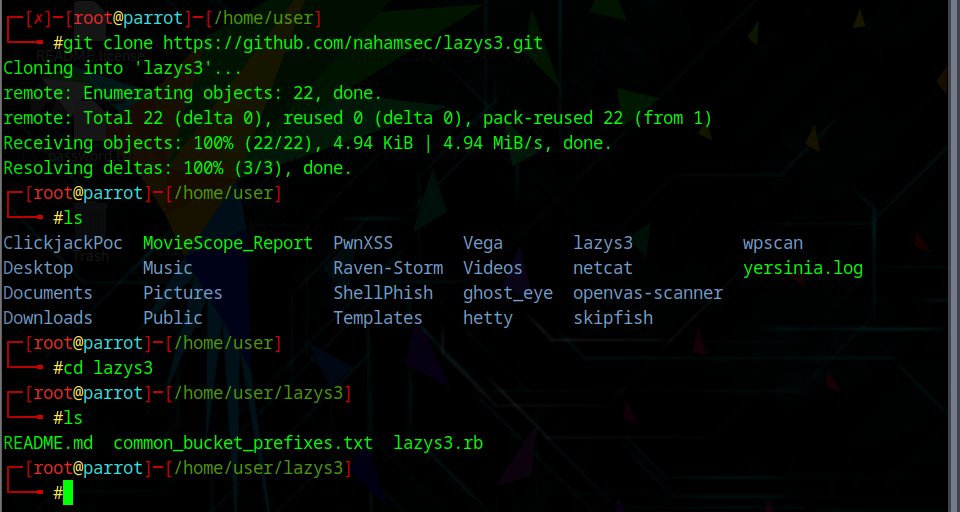 ┌─[✗]─[root@parrot]─[/home/user]
└──╼ #git clone https://github.com/nahamsec/lazys3.git
Cloning into 'lazys3'...
remote: Enumerating objects: 22, done.
remote: Total 22 (delta 0), reused 0 (delta 0), pack-reused 22 (from 1)
Receiving objects: 100% (22/22), 4.94 KiB | 4.94 MiB/s, done.
Resolving deltas: 100% (3/3), done.
┌─[root@parrot]─[/home/user]
└──╼ #ls
ClickjackPoc  MovieScope_Report  PwnXSS       Vega       lazys3           wpscan
Desktop       Music              Raven-Storm  Videos     netcat           yersinia.log
Documents     Pictures           ShellPhish   ghost_eye  openvas-scanner
Downloads     Public             Templates    hetty      skipfish
┌─[root@parrot]─[/home/user]
└──╼ #cd lazys3
┌─[root@parrot]─[/home/user/lazys3]
└──╼ #ls
README.md  common_bucket_prefixes.txt  lazys3.rb
┌─[root@parrot]─[/home/user/lazys3]
└──╼ #
README.license
Trash